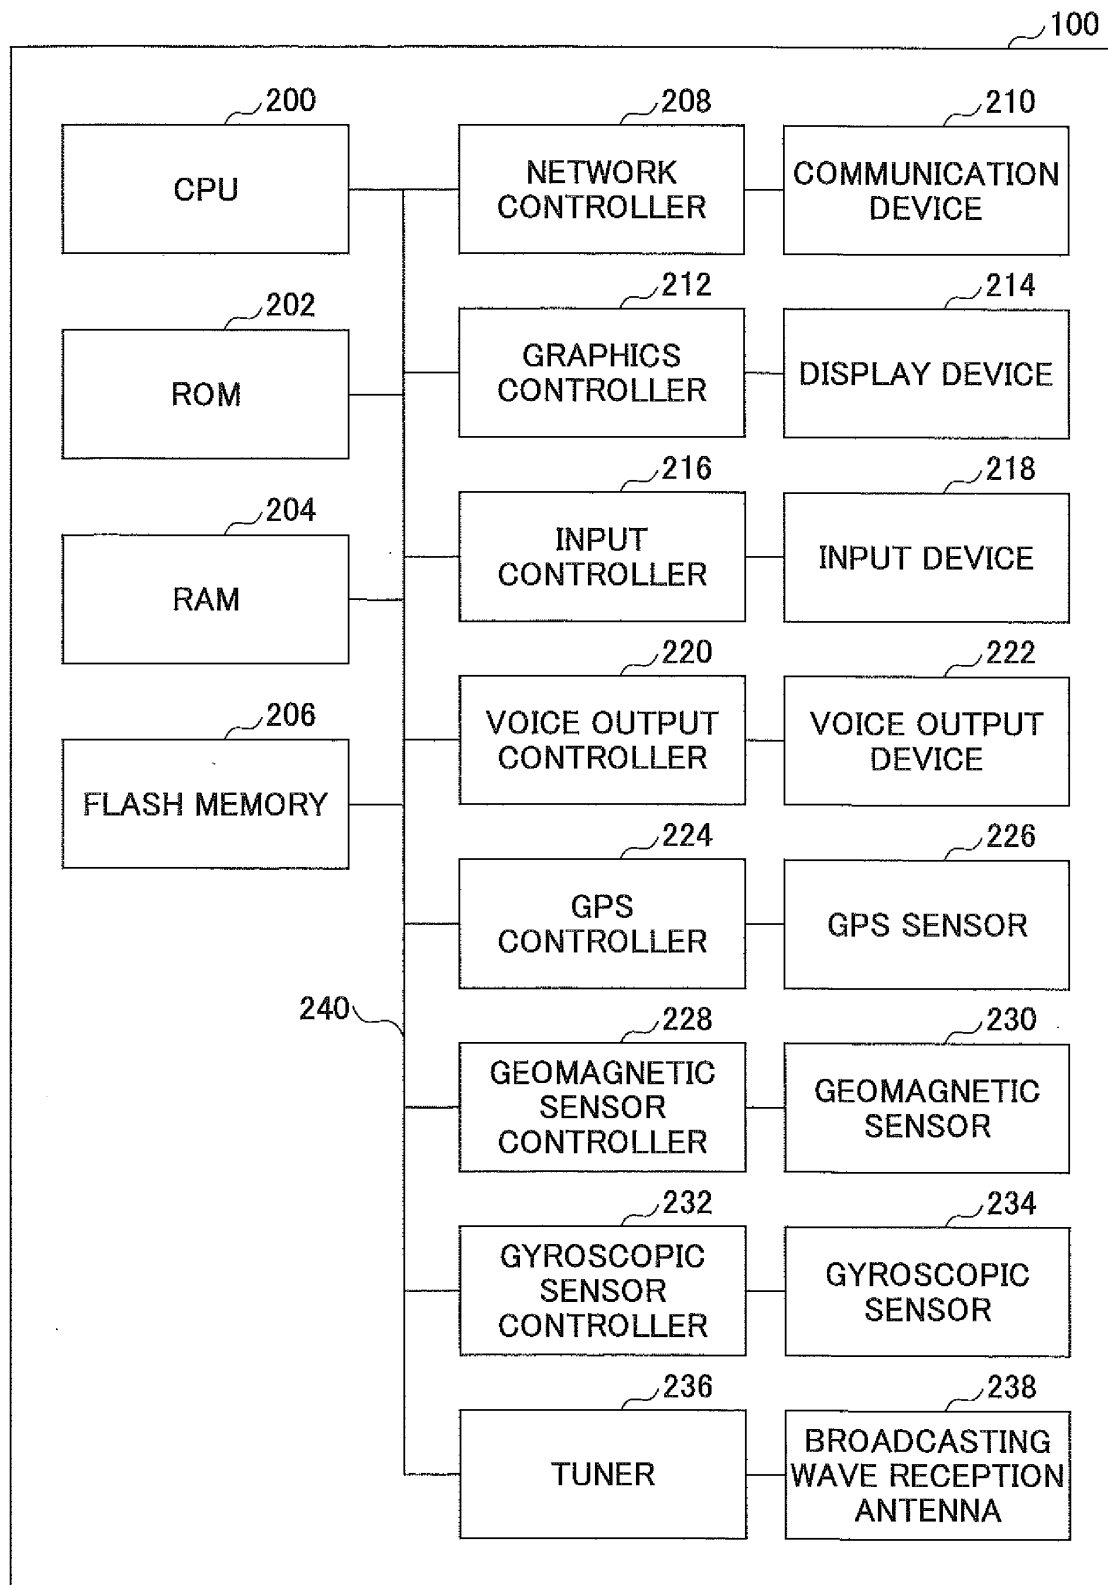 100
200
CPU
208
NETWORK
CONTROLLER
210
COMMUNICATION
DEVICE
202
ROM
212
GRAPHICS
CONTROLLER
214
DISPLAY DEVICE
204
RAM
216
INPUT
CONTROLLER
218
INPUT DEVICE
206
FLASH MEMORY
220
VOICE OUTPUT
CONTROLLER
222
VOICE OUTPUT
DEVICE
224
GPS
CONTROLLER
226
GPS SENSOR
240
228
GEOMAGNETIC
SENSOR
CONTROLLER
230
GEOMAGNETIC
SENSOR
232
GYROSCOPIC
SENSOR
CONTROLLER
234
GYROSCOPIC
SENSOR
236
TUNER
238
BROADCASTING
WAVE RECEPTION
ANTENNA